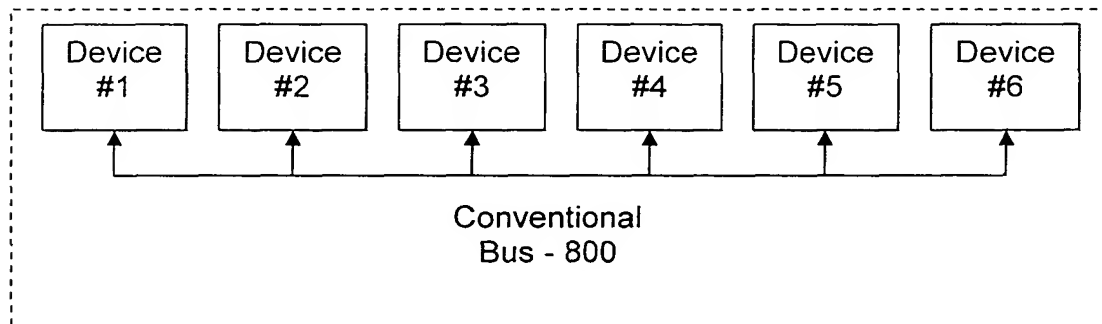 Device
#1
Device
#2
Device
#3
Device
#4
Device
#5
Device
#6
Conventional
Bus - 800